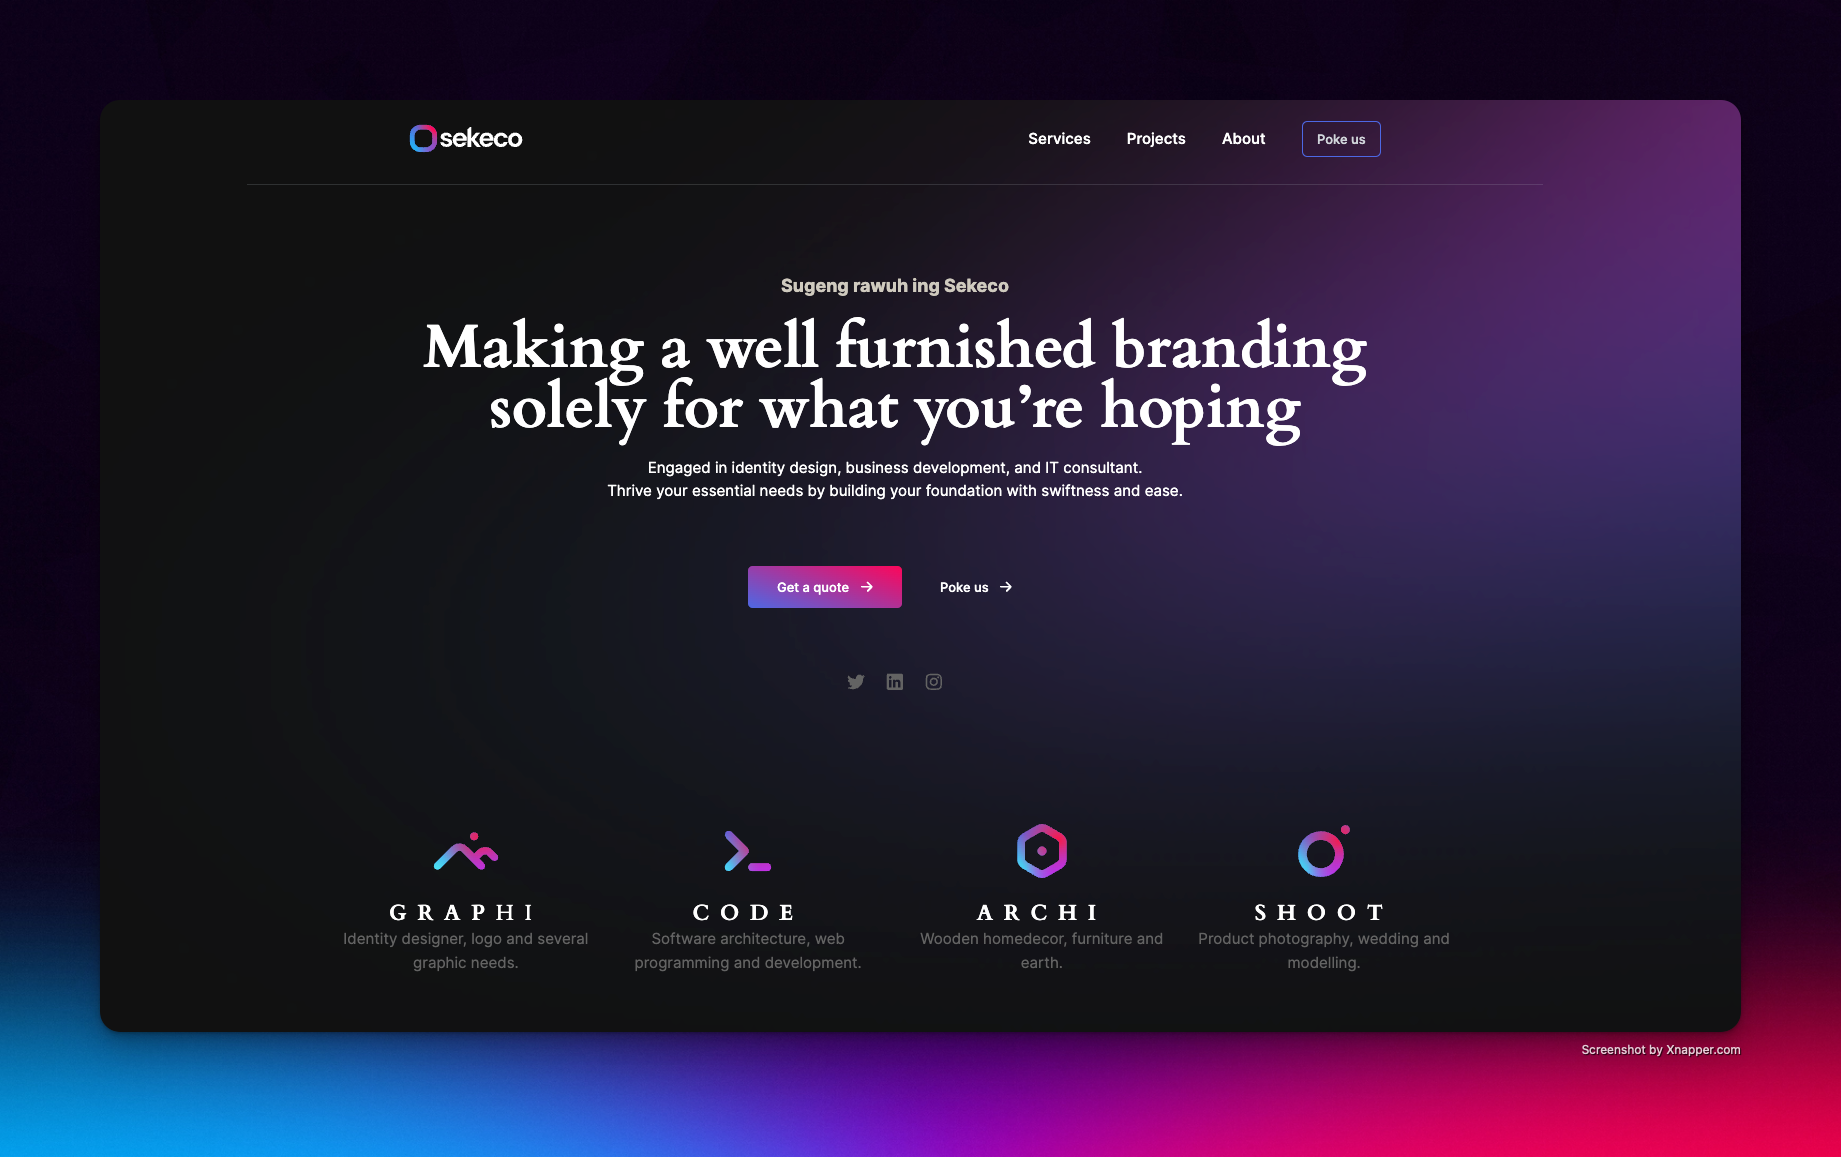 sekeco
Services
Projects
About
Poke us
Sugeng rawuh ing Sekeco
Making a well furnished branding
solely for what you’re hoping
Engaged in identity design, business development, and IT consultant.
Thrive your essential needs by building your foundation with swiftness and ease.
Get a quote →
Poke us →
GRAPHI
Identity designer, logo and several
graphic needs.
CODE
Software architecture, web
programming and development.
ARCHI
Wooden homedecor, furniture and
earth.
SHOOT
Product photography, wedding and
modelling.
Screenshot by Xnapper.com